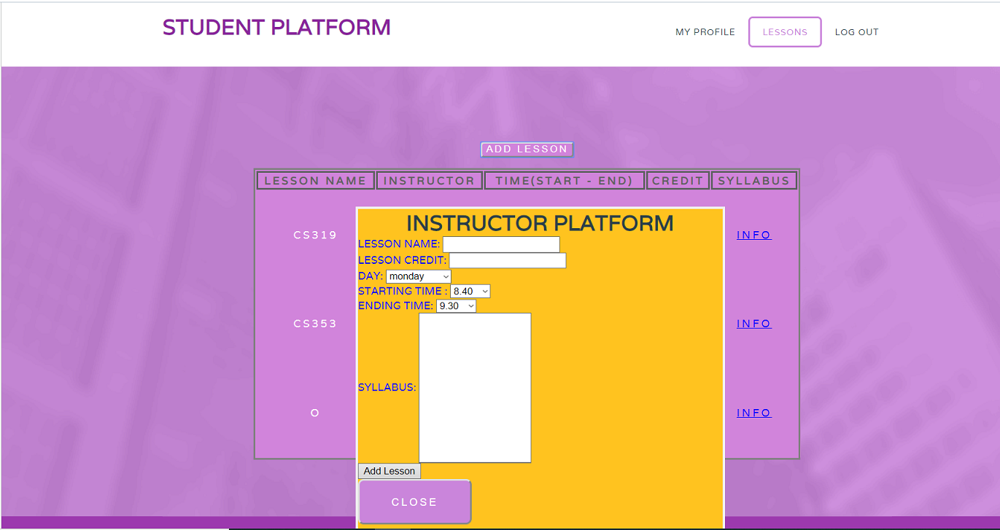 STUDENT PLATFORM
MY PROFILE LESSONS LOG OUT
ADD LESSON
LESSON NAME INSTRUCTOR TIME(START - END) CREDIT SYLLABUS
CS319 INFO
CS353 INFO
O INFO
INSTRUCTOR PLATFORM
LESSON NAME:
LESSON CREDIT:
DAY: monday
STARTING TIME : 8.40
ENDING TIME: 9.30
SYLLABUS:
Add Lesson
CLOSE